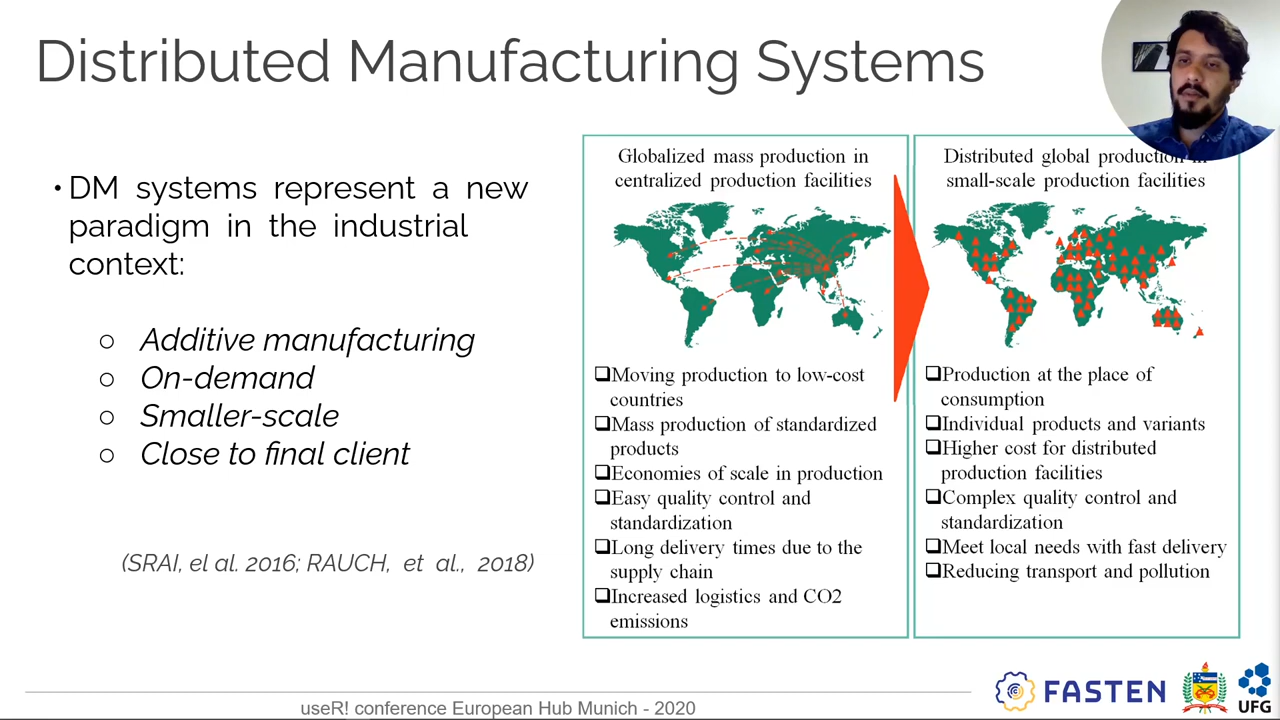 Distributed Manufacturing Systems
• DM systems represent a new
paradigm in the industrial
context:
○ Additive manufacturing
○ On-demand
○ Smaller-scale
○ Close to final client
(SRAI, el al. 2016; RAUCH, et al., 2018)
Globalized mass production in
centralized production facilities
❑Moving production to low-cost
countries
❑Mass production of standardized
products
❑Economies of scale in production
❑Easy quality control and
standardization
❑Long delivery times due to the
supply chain
❑Increased logistics and CO2
emissions
Distributed global production in
small-scale production facilities
❑Production at the place of
consumption
❑Individual products and variants
❑Higher cost for distributed
production facilities
❑Complex quality control and
standardization
❑Meet local needs with fast delivery
❑Reducing transport and pollution
useR! conference European Hub Munich - 2020
FASTEN
UFG